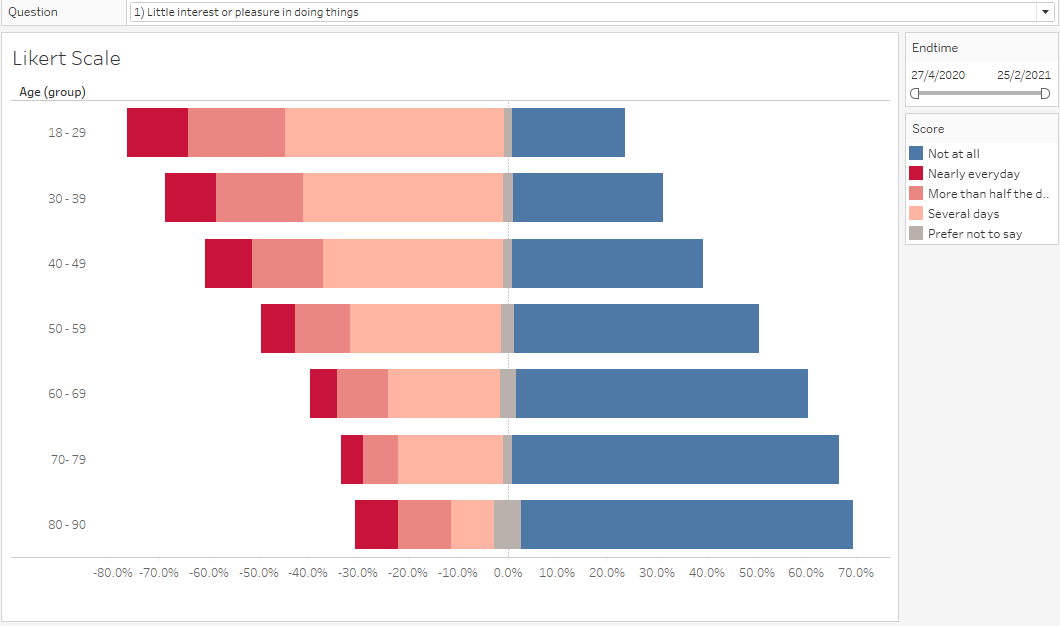 Question
1) Little interest or pleasure in doing things
Likert Scale
Age (group)
18 - 29
30 - 39
40 - 49
50 - 59
60 - 69
70- 79
80 - 90
-80.0% -70.0% -60.0% -50.0% -40.0% -30.0% -20.0% -10.0% 0.0% 10.0% 20.0% 30.0% 40.0% 50.0% 60.0% 70.0%
Endtime
27/4/2020 25/2/2021
Score
Not at all
Nearly everyday
More than half the d..
Several days
Prefer not to say